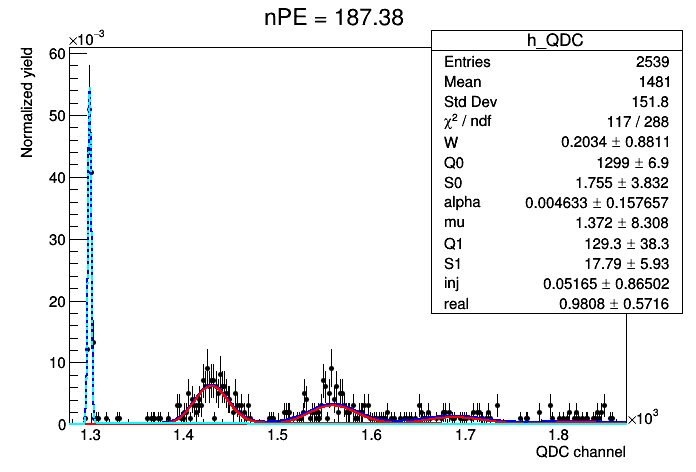 nPE = 187.38
h_QDC
Entries 2539
Mean 1481
Std Dev 151.8
χ² / ndf 117 / 288
W 0.2034 ± 0.8811
Q0 1299 ± 6.9
S0 1.755 ± 3.832
alpha 0.004633 ± 0.157657
mu 1.372 ± 8.308
Q1 129.3 ± 38.3
S1 17.79 ± 5.93
inj 0.05165 ± 0.86502
real 0.9808 ± 0.5716
×10⁻³
Normalized yield
60
50
40
30
20
10
0
1.3 1.4 1.5 1.6 1.7 1.8
×10³
QDC channel